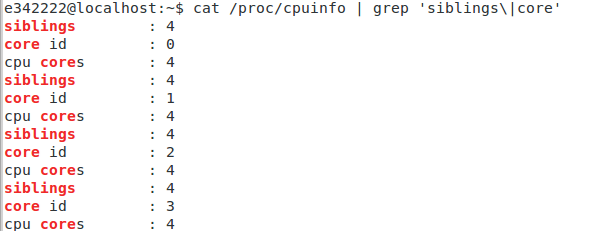 e342222@localhost:~$ cat /proc/cpuinfo | grep 'siblings\|core'
siblings        : 4
core id         : 0
cpu cores       : 4
siblings        : 4
core id         : 1
cpu cores       : 4
siblings        : 4
core id         : 2
cpu cores       : 4
siblings        : 4
core id         : 3
cpu cores       : 4